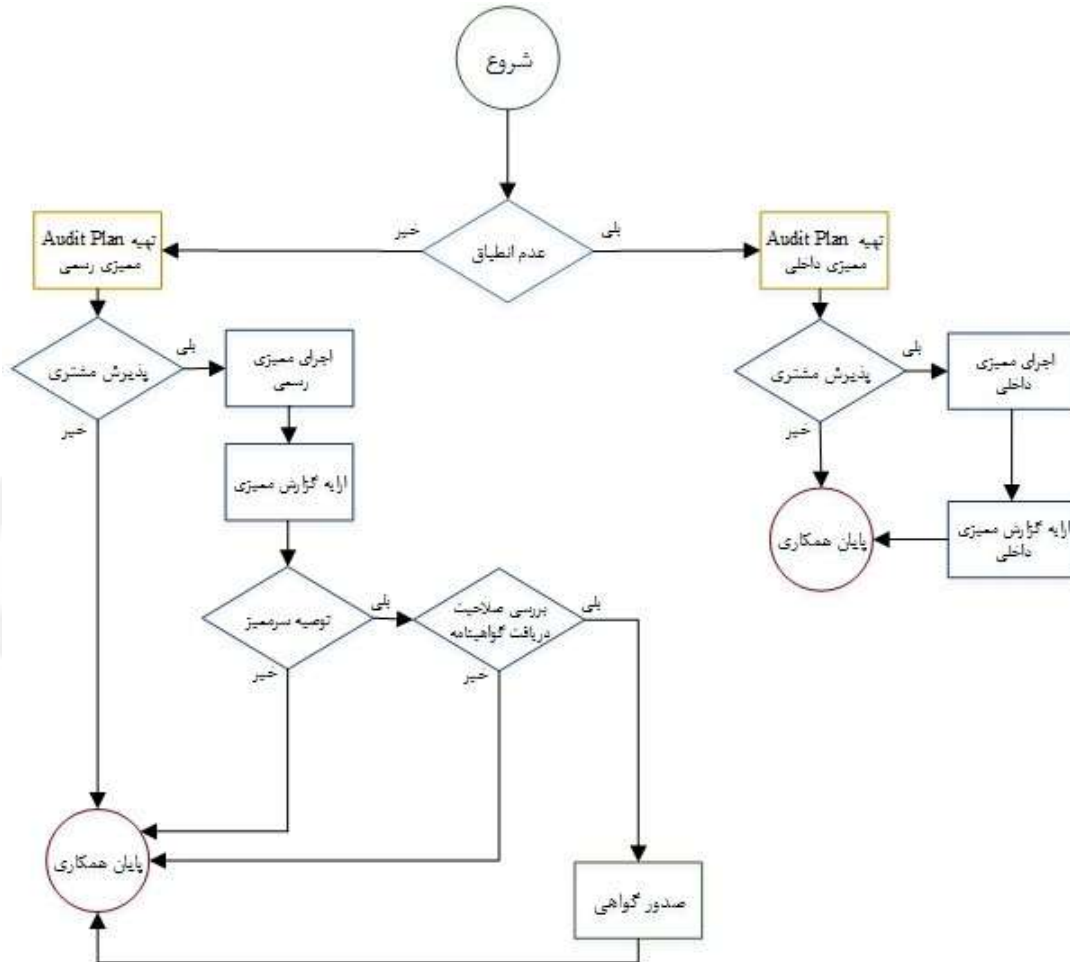 شروع
عدم انطباق
بلی
خیر
تهیه Audit Plan
ممیزی داخلی
پذیرش مشتری
بلی
خیر
اجرای ممیزی
داخلی
ارایه گزارش ممیزی
داخلی
پایان همکاری
تهیه Audit Plan
ممیزی رسمی
پذیرش مشتری
بلی
خیر
اجرای ممیزی
رسمی
ارایه گزارش ممیزی
توصیه سرممیز
بلی
خیر
بررسی صلاحیت
دریافت گواهینامه
بلی
خیر
صدور گواهی
پایان همکاری